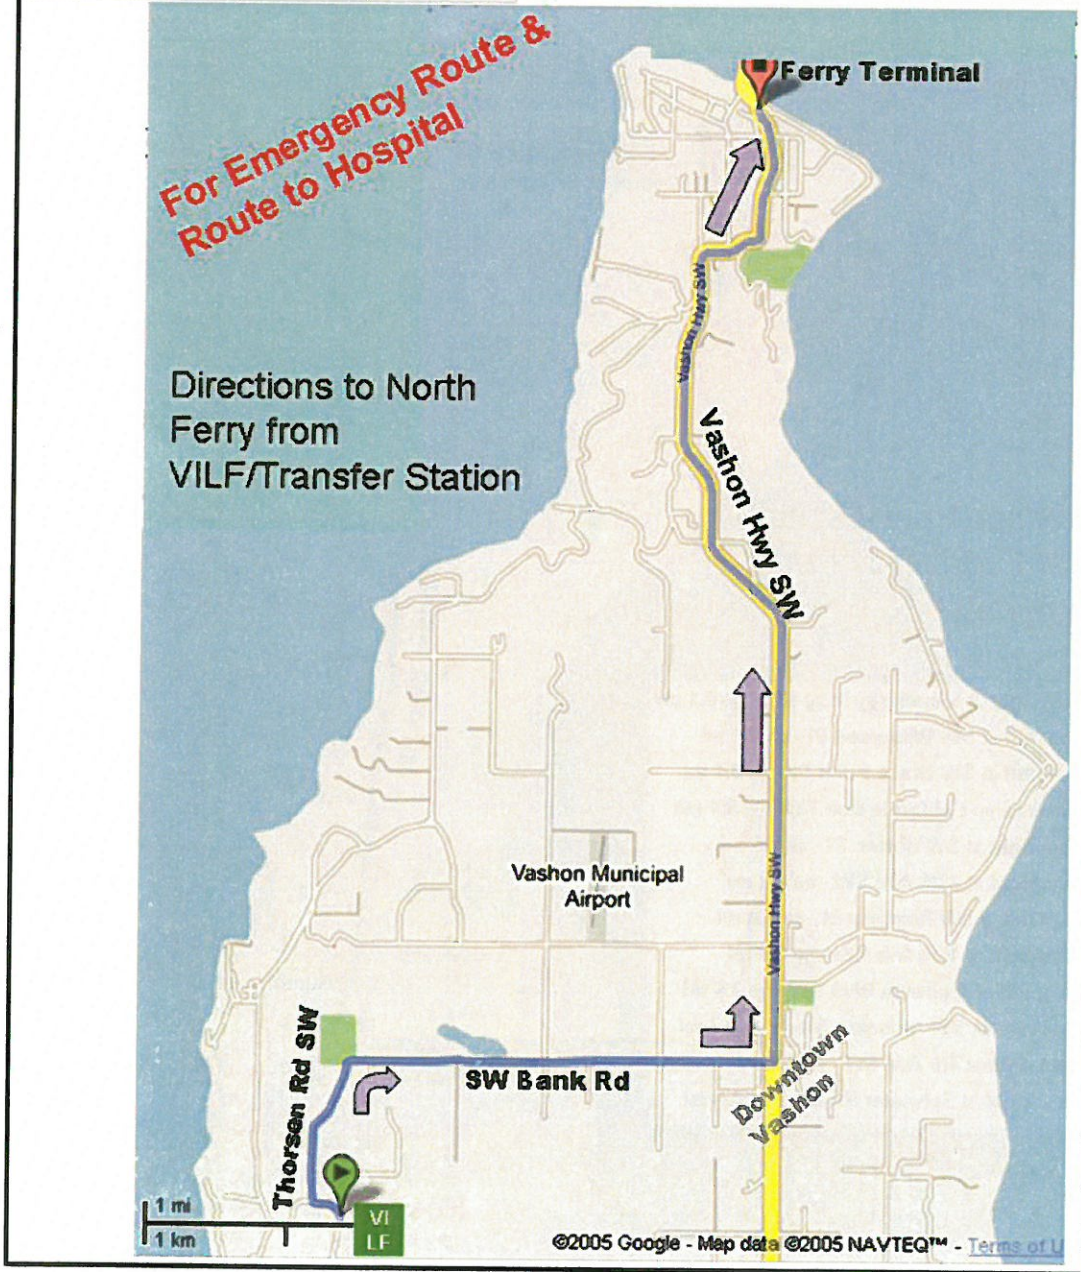 For Emergency Route &
Route to Hospital
Ferry Terminal
Vashon Hwy SW
Directions to North
Ferry from
VILF/Transfer Station
Vashon Hwy SW
Vashon Municipal
Airport
Vashon Hwy SW
Thorsen Rd SW
SW Bank Rd
Downtown
Vashon
1 mi
1 km
VI
LF
©2005 Google - Map data ©2005 NAVTEQ™ - Terms of U